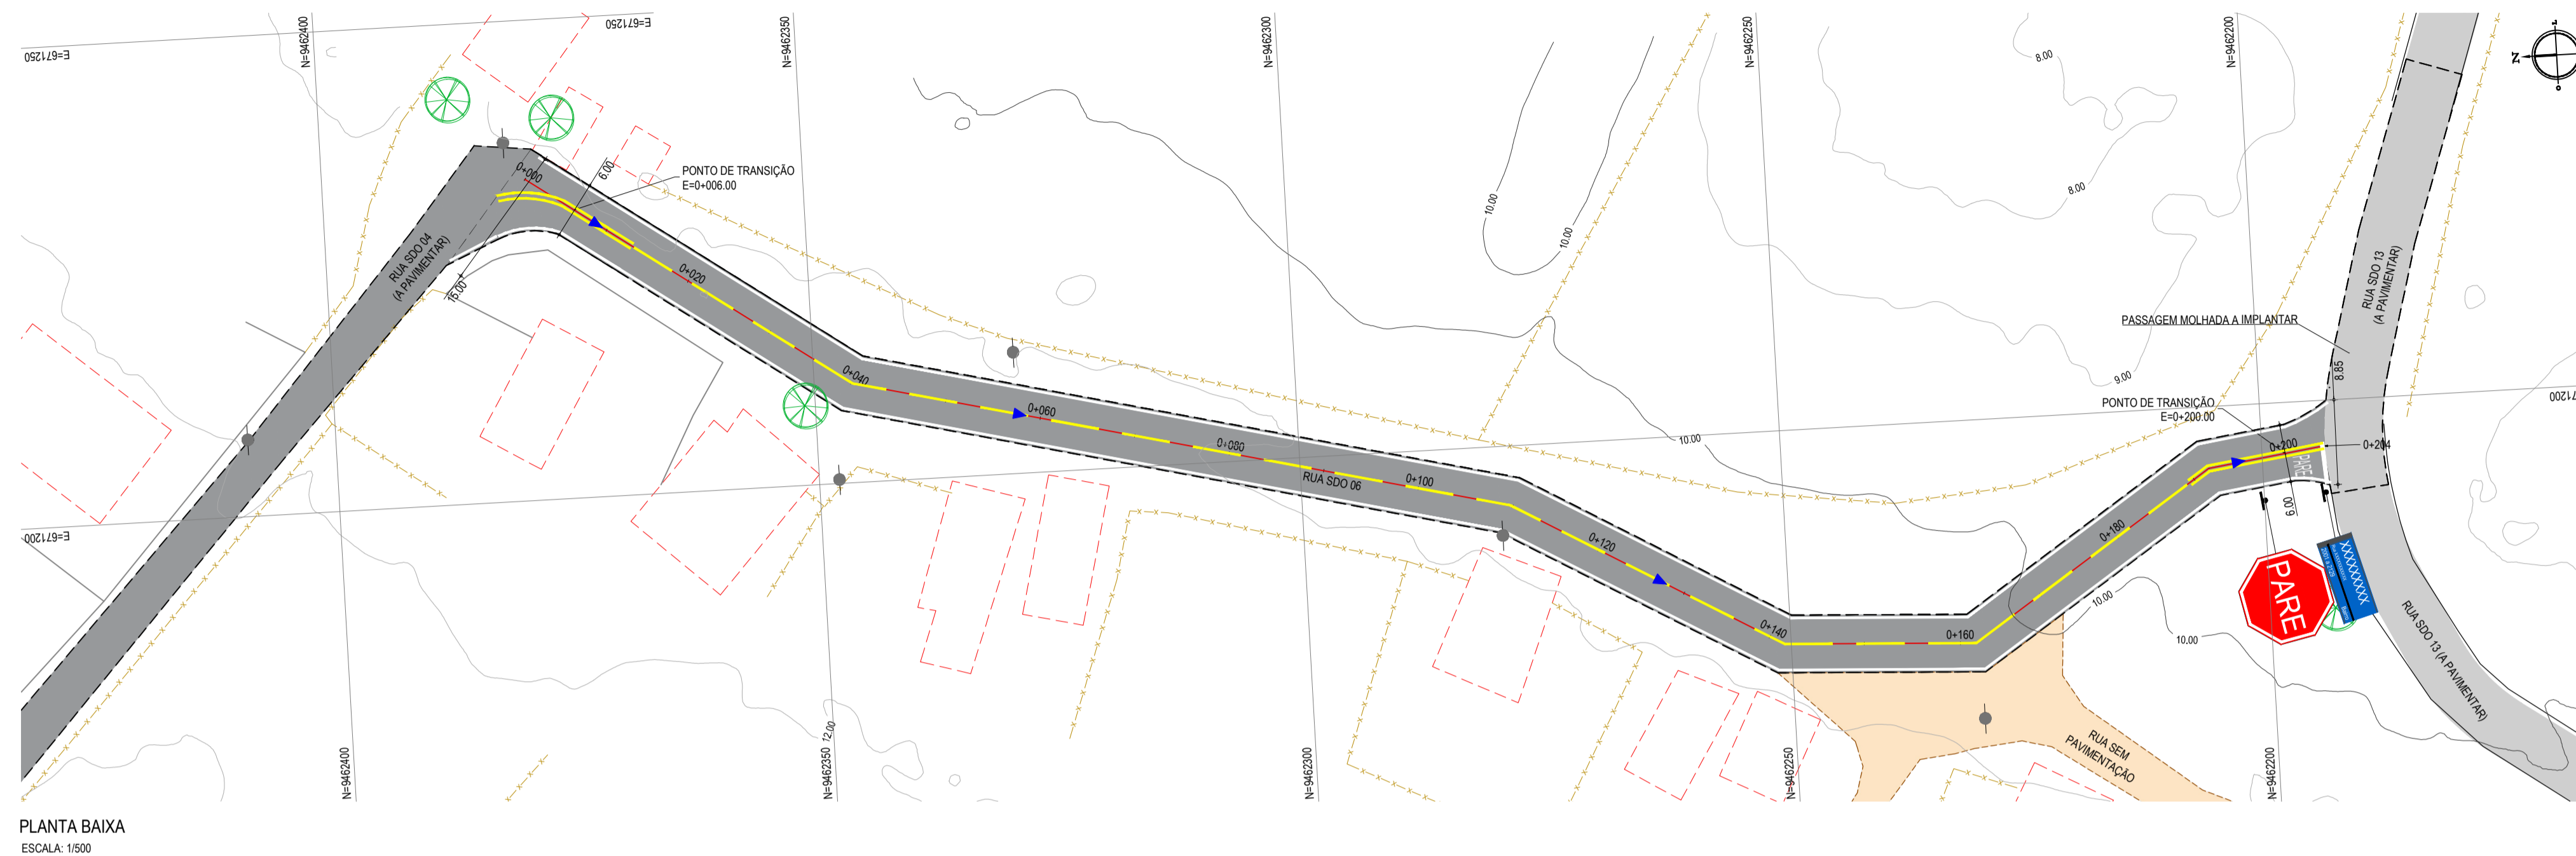 E=671250
E=671250
N=9462400
N=9462350
N=9462300
N=9462250
N=9462200
8.00
N
L
O
0+000
6.00
PONTO DE TRANSIÇÃO
E=0+006.00
RUA SDO 04
(A PAVIMENTAR)
15.00
0+020
0+040
0+060
0+080
RUA SDO 06
0+100
10.00
10.00
10.00
8.00
9.00
PASSAGEM MOLHADA A IMPLANTAR
RUA SDO 13
(A PAVIMENTAR)
8.85
PONTO DE TRANSIÇÃO
E=0+200.00
0+200
0+204
PARE
6.00
0+120
0+140
0+160
0+180
10.00
10.00
PARE
XXXXXXXXX
RUA SDO 13 (A PAVIMENTAR)
RUA SEM
PAVIMENTAÇÃO
E=671200
12.00
N=9462400
N=9462350
N=9462300
N=9462250
N=9462200
PLANTA BAIXA
ESCALA: 1/500